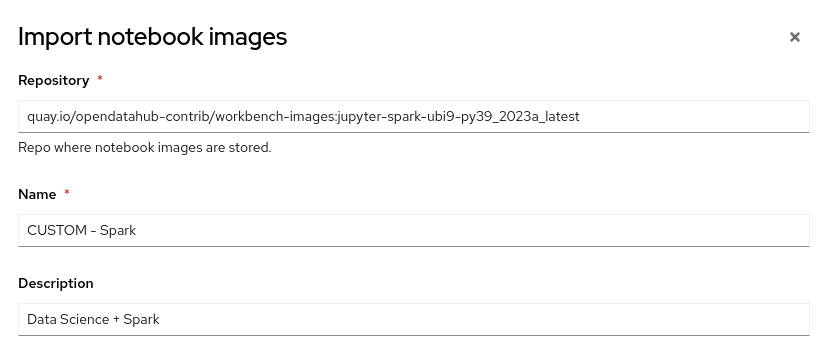 Import notebook images
Repository *
quay.io/opendatahub-contrib/workbench-images:jupyter-spark-ubi9-py39_2023a_latest
Repo where notebook images are stored.
Name *
CUSTOM - Spark
Description
Data Science + Spark